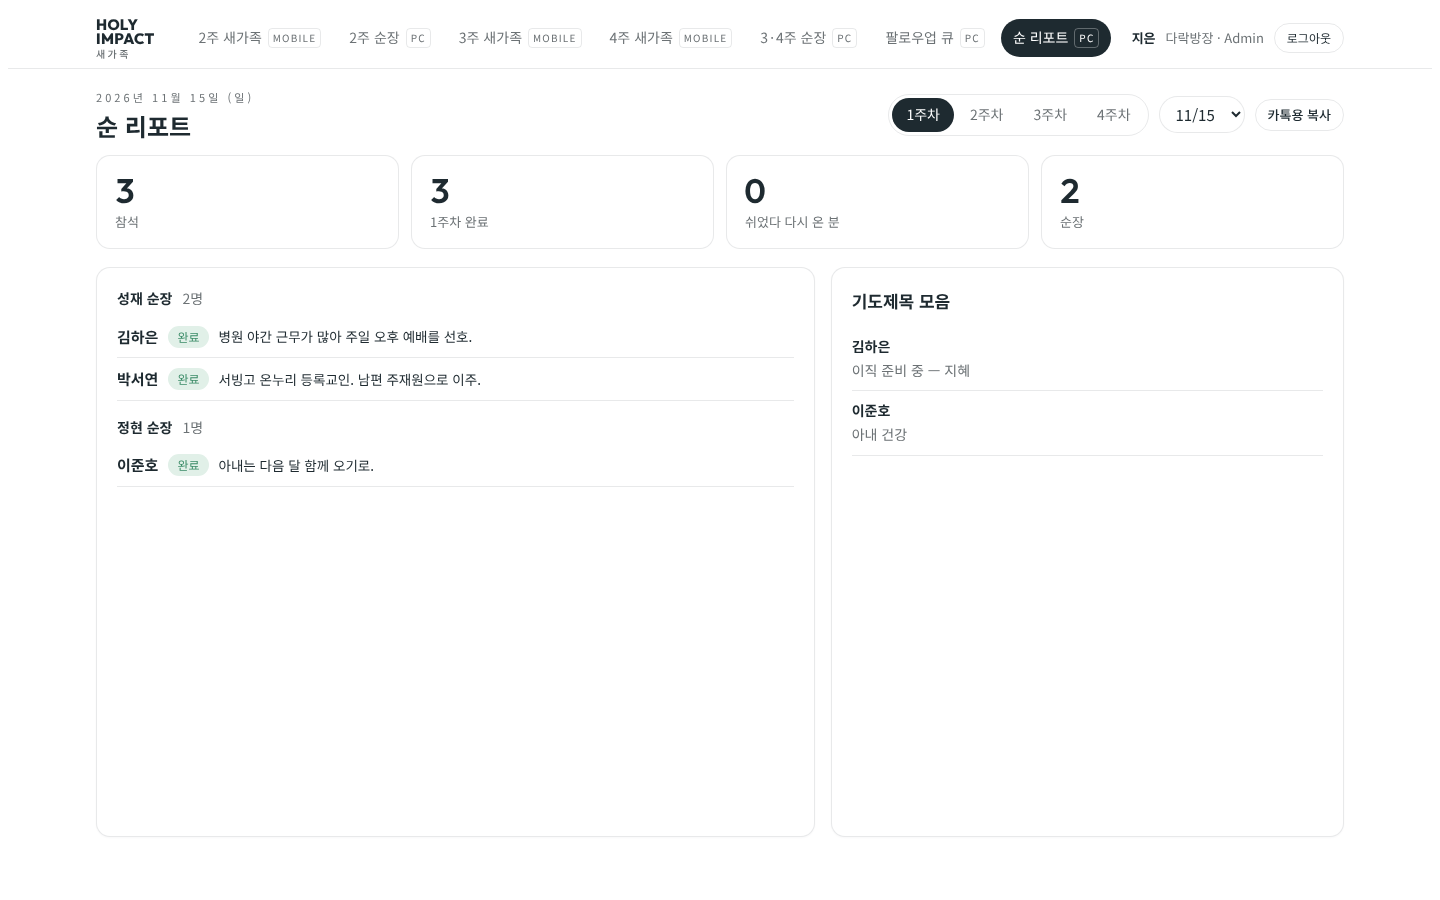 HOLY
IMPACT
새가족
2주 새가족 MOBILE
2주 순장 PC
3주 새가족 MOBILE
4주 새가족 MOBILE
3·4주 순장 PC
팔로우업 큐 PC
순 리포트 PC
지은 다락방장 · Admin
로그아웃
2026년 11월 15일 (일)
순 리포트
1주차 2주차 3주차 4주차
11/15
카톡용 복사
3
참석
3
1주차 완료
0
쉬었다 다시 온 분
2
순장
성재 순장 2명
김하은 완료 병원 야간 근무가 많아 주일 오후 예배를 선호.
박서연 완료 서빙고 온누리 등록교인. 남편 주재원으로 이주.
정현 순장 1명
이준호 완료 아내는 다음 달 함께 오기로.
기도제목 모음
김하은
이직 준비 중 — 지혜
이준호
아내 건강